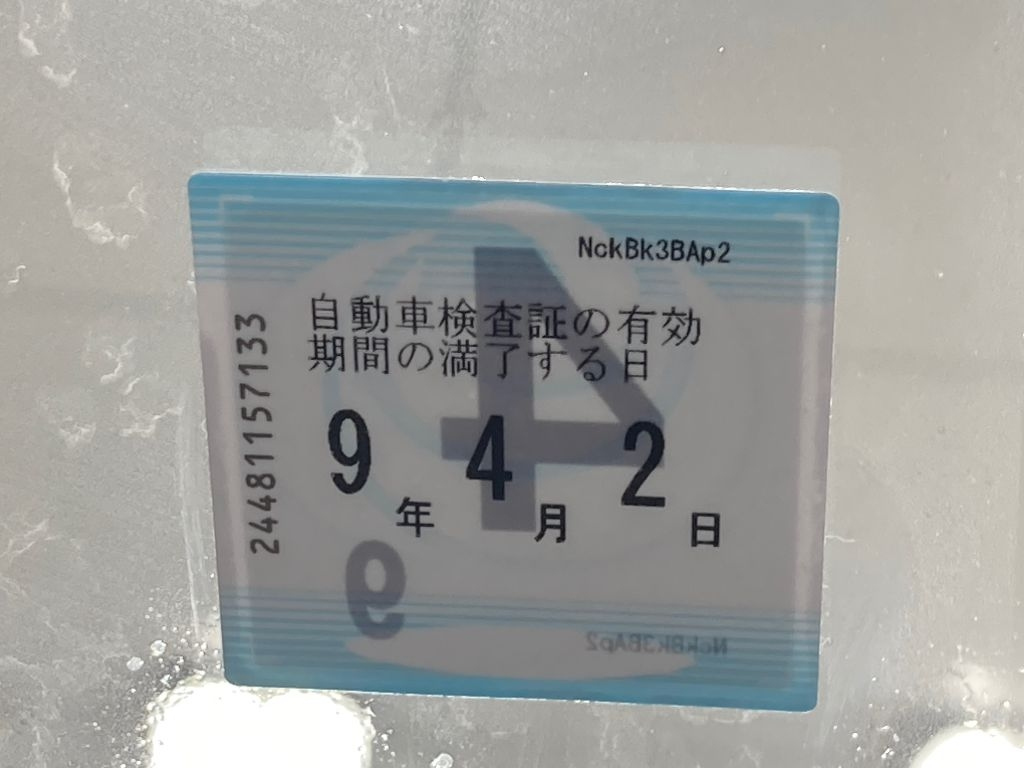 NckBk3BAp2
自動車検査証の有効
期間の満了する日
9年4月2日
24481157133
4
9
NckBk3BAp2